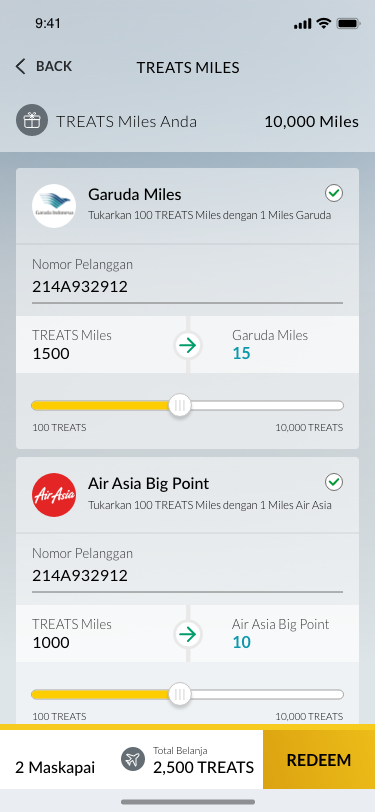 9:41
BACK
TREATS MILES
TREATS Miles Anda
10,000 Miles
Garuda Indonesia
Garuda Miles
Tukarkan 100 TREATS Miles dengan 1 Miles Garuda
Nomor Pelanggan
214A932912
TREATS Miles
1500
Garuda Miles
15
100 TREATS
10,000 TREATS
AirAsia
Air Asia Big Point
Tukarkan 100 TREATS Miles dengan 1 Miles Air Asia
Nomor Pelanggan
214A932912
TREATS Miles
1000
Air Asia Big Point
10
100 TREATS
10,000 TREATS
2 Maskapai
Total Belanja
2,500 TREATS
REDEEM